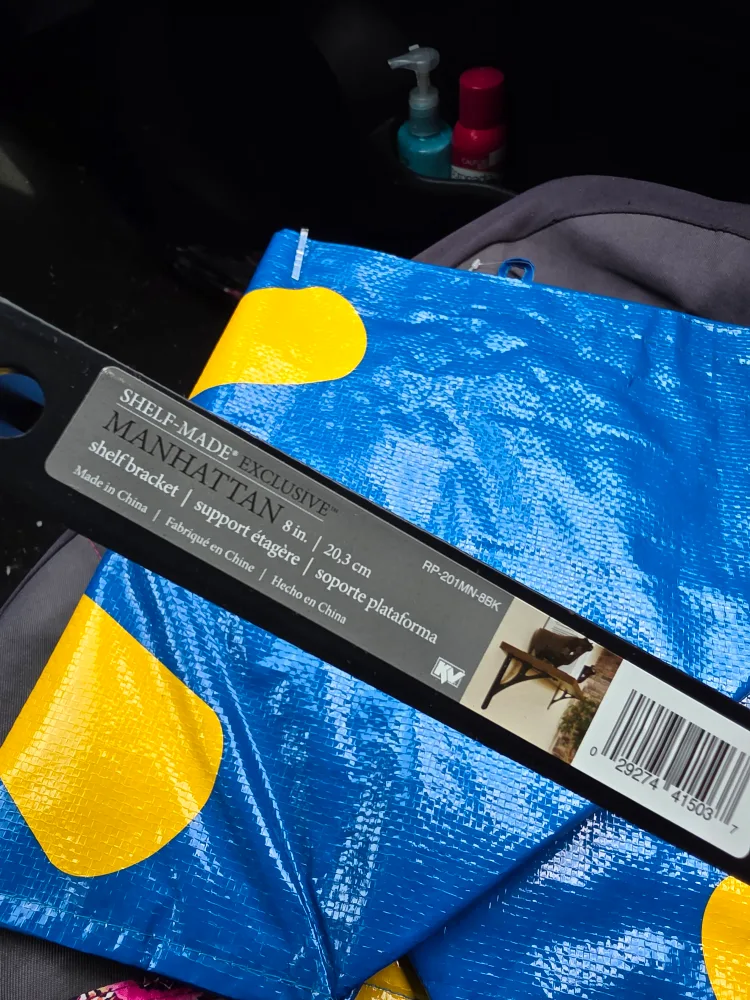 SHELF-MADE® EXCLUSIVE™
MANHATTAN 8 in. | 20,3 cm
shelf bracket | support étagère | soporte plataforma
Made in China | Fabriqué en Chine | Hecho en China
RP-201MN-8BK
KV
0 29274 41503 7